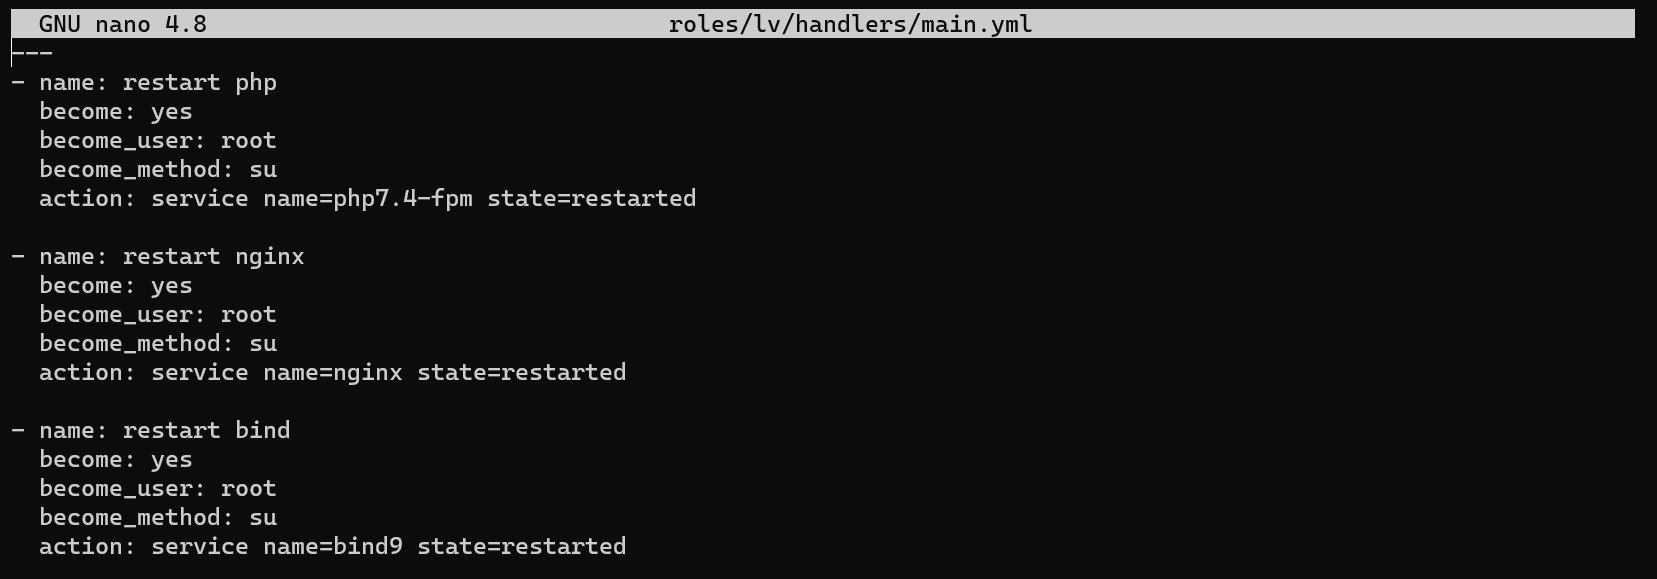 GNU nano 4.8 roles/lv/handlers/main.yml
---
- name: restart php
  become: yes
  become_user: root
  become_method: su
  action: service name=php7.4-fpm state=restarted

- name: restart nginx
  become: yes
  become_user: root
  become_method: su
  action: service name=nginx state=restarted

- name: restart bind
  become: yes
  become_user: root
  become_method: su
  action: service name=bind9 state=restarted